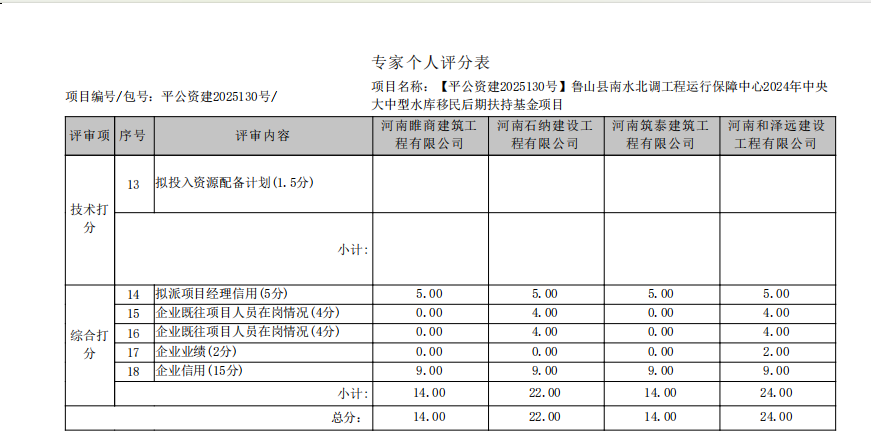 专家个人评分表
项目编号/包号：平公资建2025130号/
项目名称：【平公资建2025130号】鲁山县南水北调工程运行保障中心2024年中央
大中型水库移民后期扶持基金项目
评审项 序号 评审内容 河南睢商建筑工程有限公司 河南石纳建设工程有限公司 河南筑泰建筑工程有限公司 河南和泽远建设工程有限公司
技术打分
13 拟投入资源配备计划(1.5分)
小计:
综合打分
14 拟派项目经理信用(5分) 5.00 5.00 5.00 5.00
15 企业既往项目人员在岗情况(4分) 0.00 4.00 0.00 4.00
16 企业既往项目人员在岗情况(4分) 0.00 4.00 0.00 4.00
17 企业业绩(2分) 0.00 0.00 0.00 2.00
18 企业信用(15分) 9.00 9.00 9.00 9.00
小计: 14.00 22.00 14.00 24.00
总分: 14.00 22.00 14.00 24.00